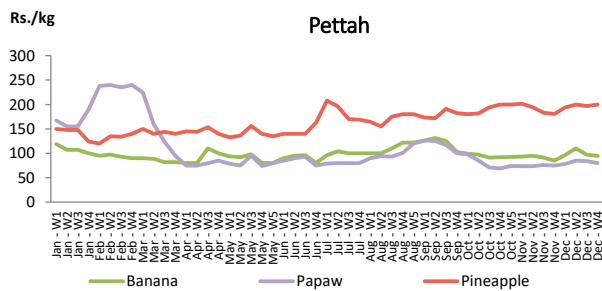 Rs./kg
Pettah
300
250
200
150
100
50
0
Jan - W1
Jan - W2
Jan - W3
Jan - W4
Feb - W1
Feb - W2
Feb - W3
Feb - W4
Mar - W1
Mar - W2
Mar - W3
Mar - W4
Apr - W1
Apr - W2
Apr - W3
Apr - W4
May - W1
May - W2
May - W3
May - W4
May - W5
Jun - W1
Jun - W2
Jun - W3
Jun - W4
Jul - W1
Jul - W2
Jul - W3
Jul - W4
Aug - W1
Aug - W2
Aug - W3
Aug - W4
Aug - W5
Sep - W1
Sep - W2
Sep - W3
Sep - W4
Oct - W1
Oct - W2
Oct - W3
Oct - W4
Oct - W5
Nov - W1
Nov - W2
Nov - W3
Nov - W4
Dec - W1
Dec - W2
Dec - W3
Dec - W4
Banana
Papaw
Pineapple